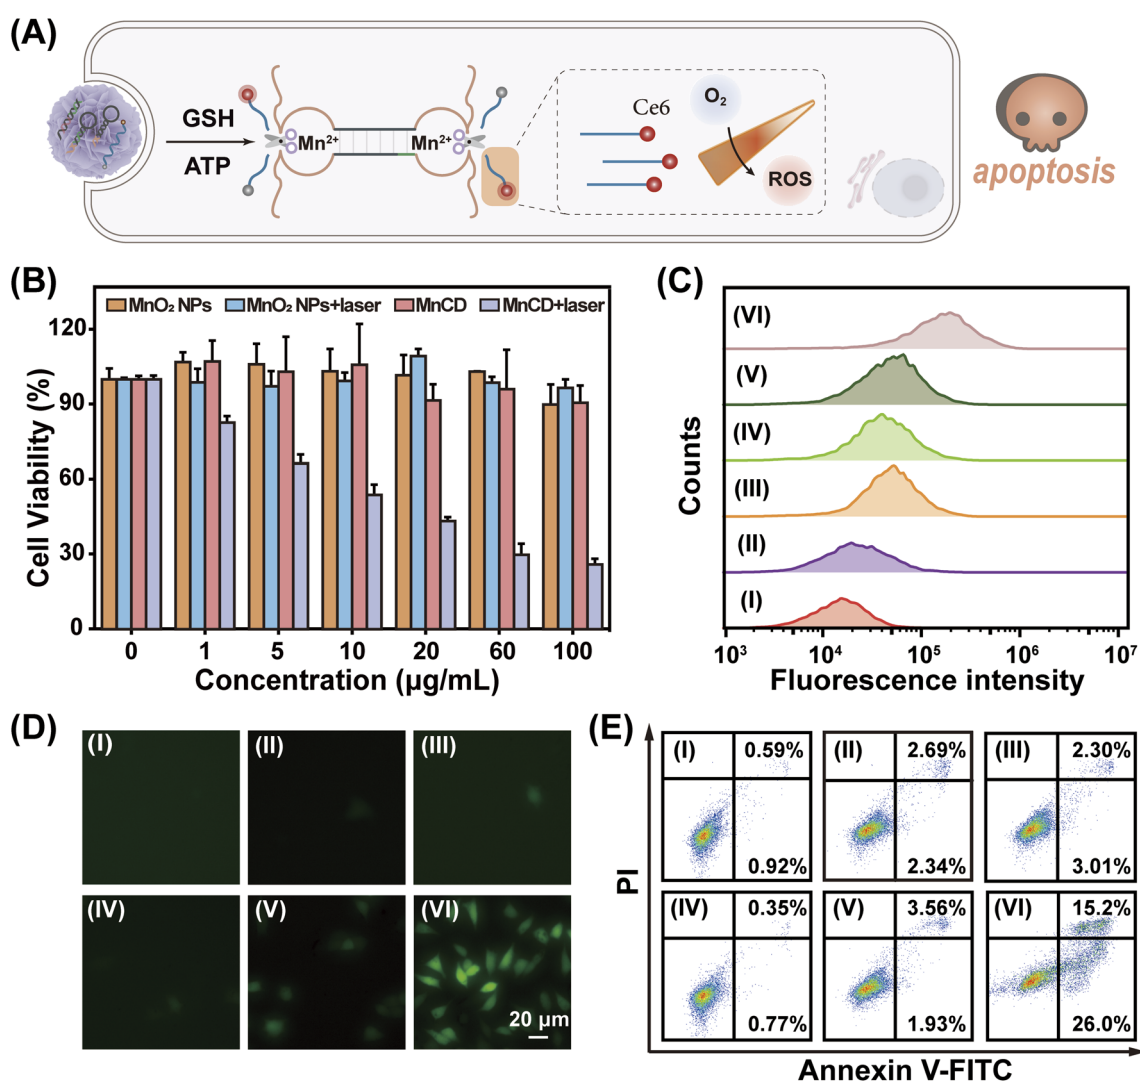 (A)
GSH
ATP
Mn²⁺
Mn²⁺
Ce6
O₂
ROS
apoptosis
(B)
MnO₂ NPs
MnO₂ NPs+laser
MnCD
MnCD+laser
Cell Viability (%)
120
90
60
30
0
0 1 5 10 20 60 100
Concentration (μg/mL)
(C)
Counts
(VI)
(V)
(IV)
(III)
(II)
(I)
10³ 10⁴ 10⁵ 10⁶ 10⁷
Fluorescence intensity
(D)
(I)
(II)
(III)
(IV)
(V)
(VI)
20 μm
(E)
PI
(I) 0.59%
0.92%
(II) 2.69%
2.34%
(III) 2.30%
3.01%
(IV) 0.35%
0.77%
(V) 3.56%
1.93%
(VI) 15.2%
26.0%
Annexin V-FITC